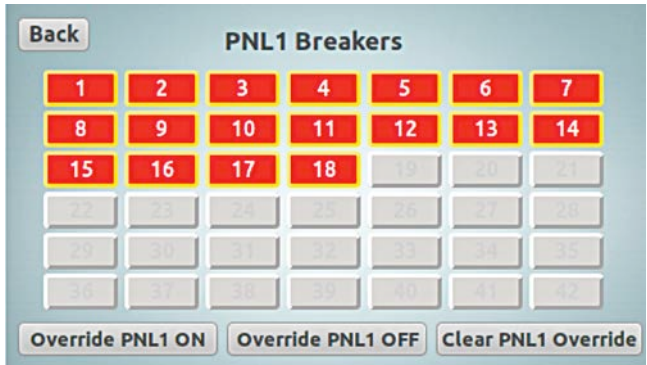 Back
PNL1 Breakers
1 2 3 4 5 6 7
8 9 10 11 12 13 14
15 16 17 18 19 20 21
22 23 24 25 26 27 28
29 30 31 32 33 34 35
36 37 38 39 40 41 42
Override PNL1 ON Override PNL1 OFF Clear PNL1 Override